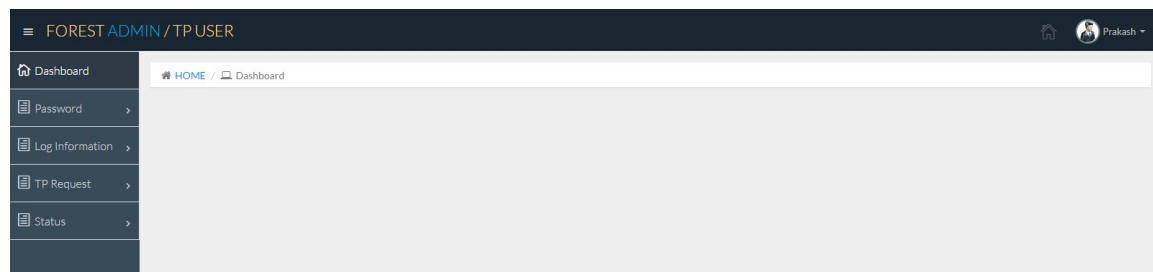 FOREST ADMIN / TP USER
Prakash
Dashboard
HOME / Dashboard
Password
Log Information
TP Request
Status